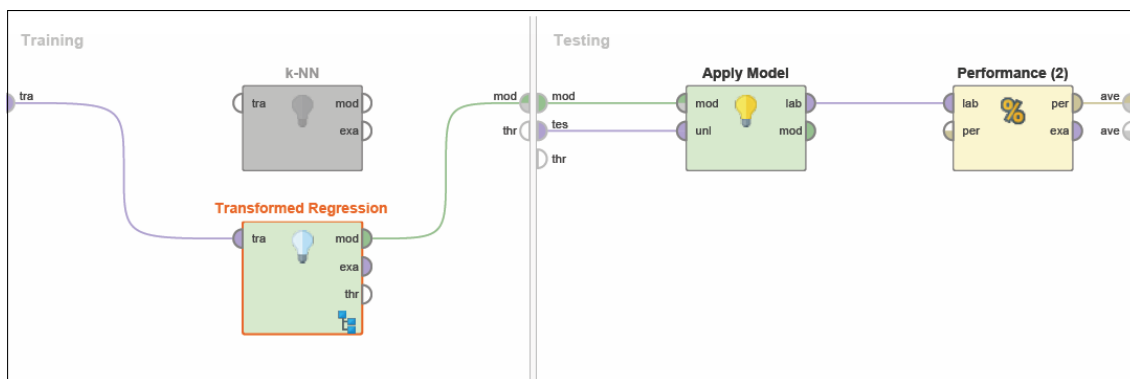 Training
k-NN
tra
tra mod
exa
Transformed Regression
tra mod
exa
thr
mod
thr
Testing
mod
tes
thr
Apply Model
mod lab
unl mod
Performance (2)
lab per
per exa
%
ave
ave